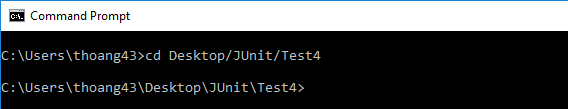 Command Prompt
C:\Users\thoang43>cd Desktop/JUnit/Test4
C:\Users\thoang43\Desktop\JUnit\Test4>